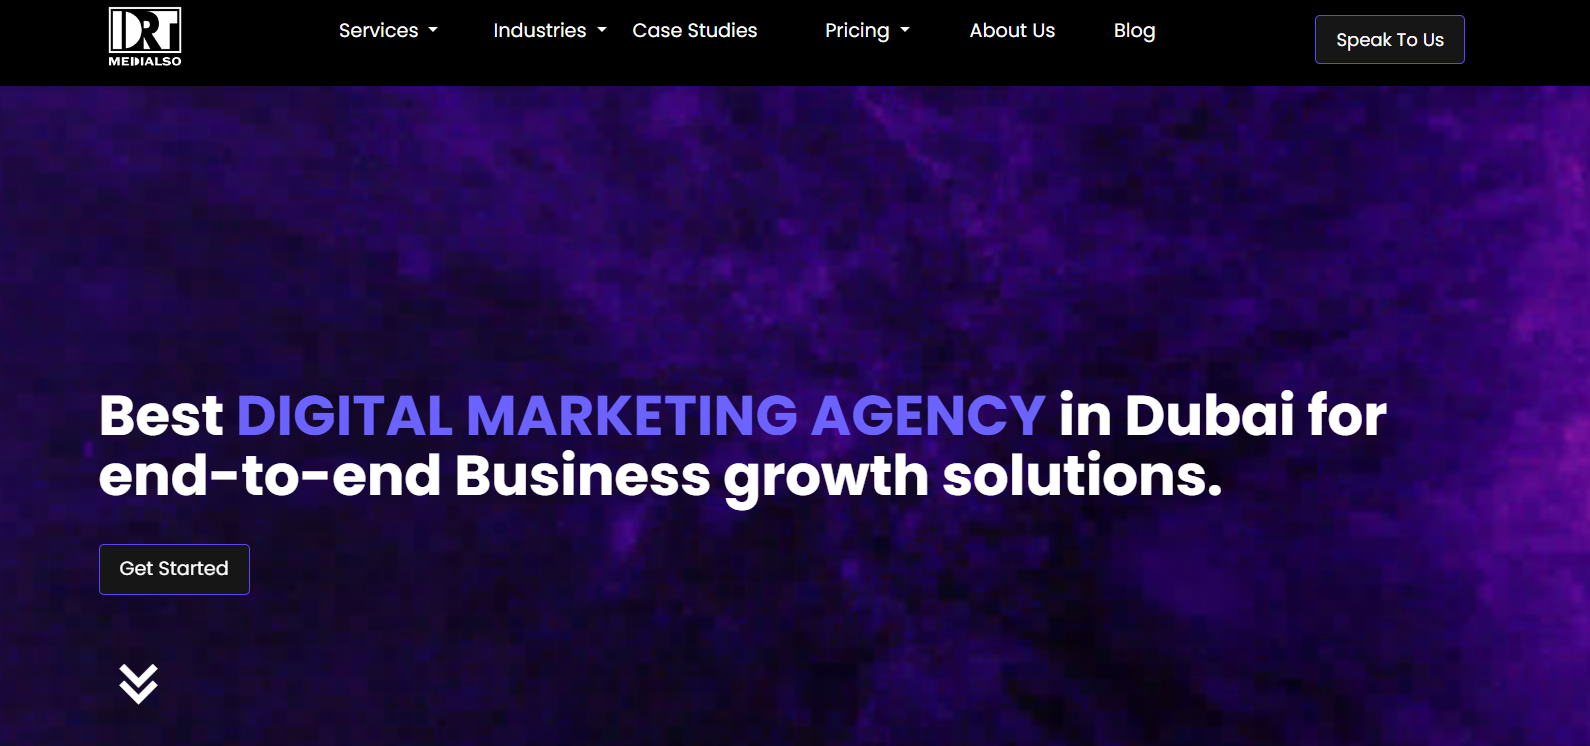 DRT
MEDIALSO
Services
Industries
Case Studies
Pricing
About Us
Blog
Speak To Us
Best DIGITAL MARKETING AGENCY in Dubai for
end-to-end Business growth solutions.
Get Started